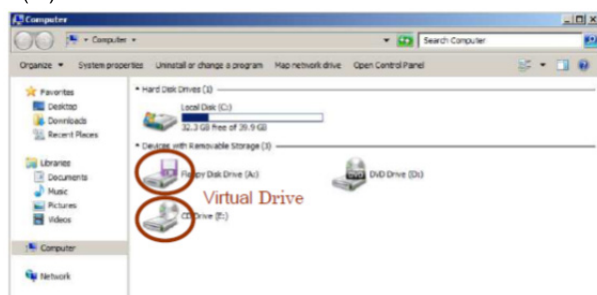 Computer
Computer
Search Computer
Organize
System properties
Uninstall or change a program
Map network drive
Open Control Panel
Favorites
Desktop
Downloads
Recent Places
Libraries
Documents
Music
Pictures
Videos
Computer
Network
Hard Disk Drives (1)
Local Disk (C:)
32.3 GB free of 39.9 GB
Devices with Removable Storage (3)
Floppy Disk Drive (A:)
DVD Drive (D:)
Virtual Drive
CD Drive (E:)